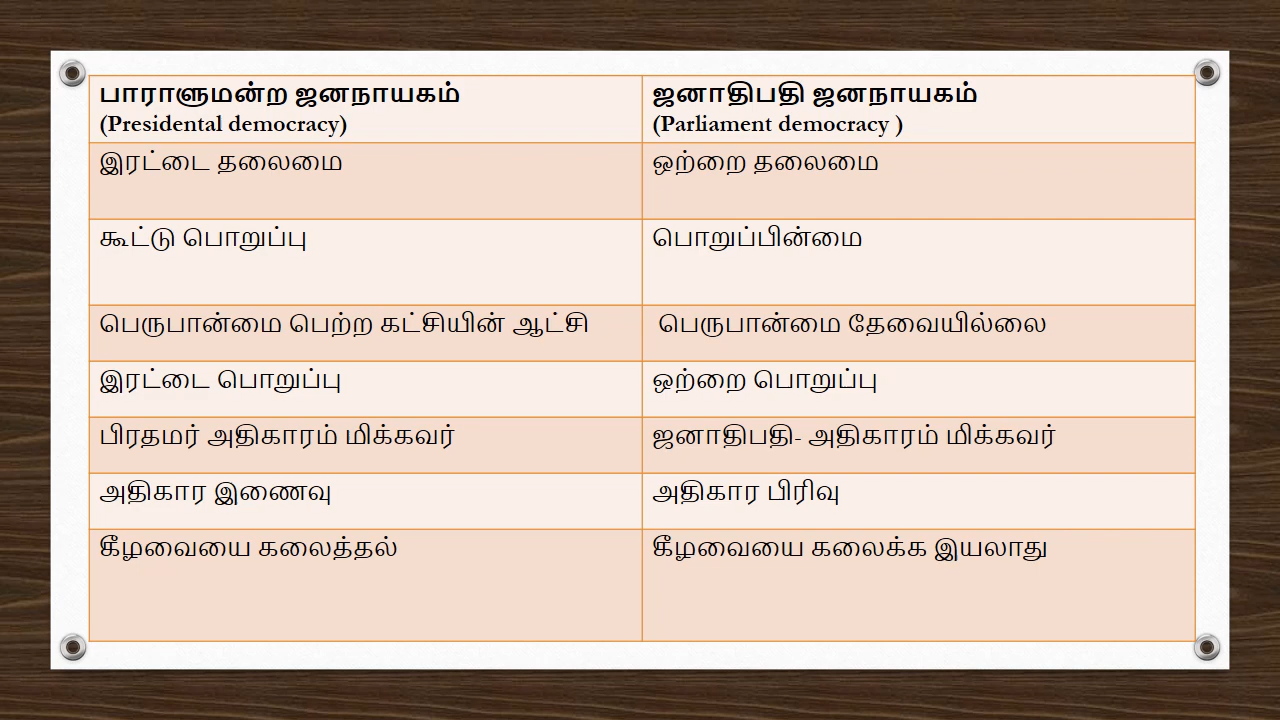 பாராளுமன்ற ஜனநாயகம்
(Presidental democracy)
ஜனாதிபதி ஜனநாயகம்
(Parliament democracy )
இரட்டை தலைமை
ஒற்றை தலைமை
கூட்டு பொறுப்பு
பொறுப்பின்மை
பெருபான்மை பெற்ற கட்சியின் ஆட்சி
பெருபான்மை தேவையில்லை
இரட்டை பொறுப்பு
ஒற்றை பொறுப்பு
பிரதமர் அதிகாரம் மிக்கவர்
ஜனாதிபதி- அதிகாரம் மிக்கவர்
அதிகார இணைவு
அதிகார பிரிவு
கீழவையை கலைத்தல்
கீழவையை கலைக்க இயலாது